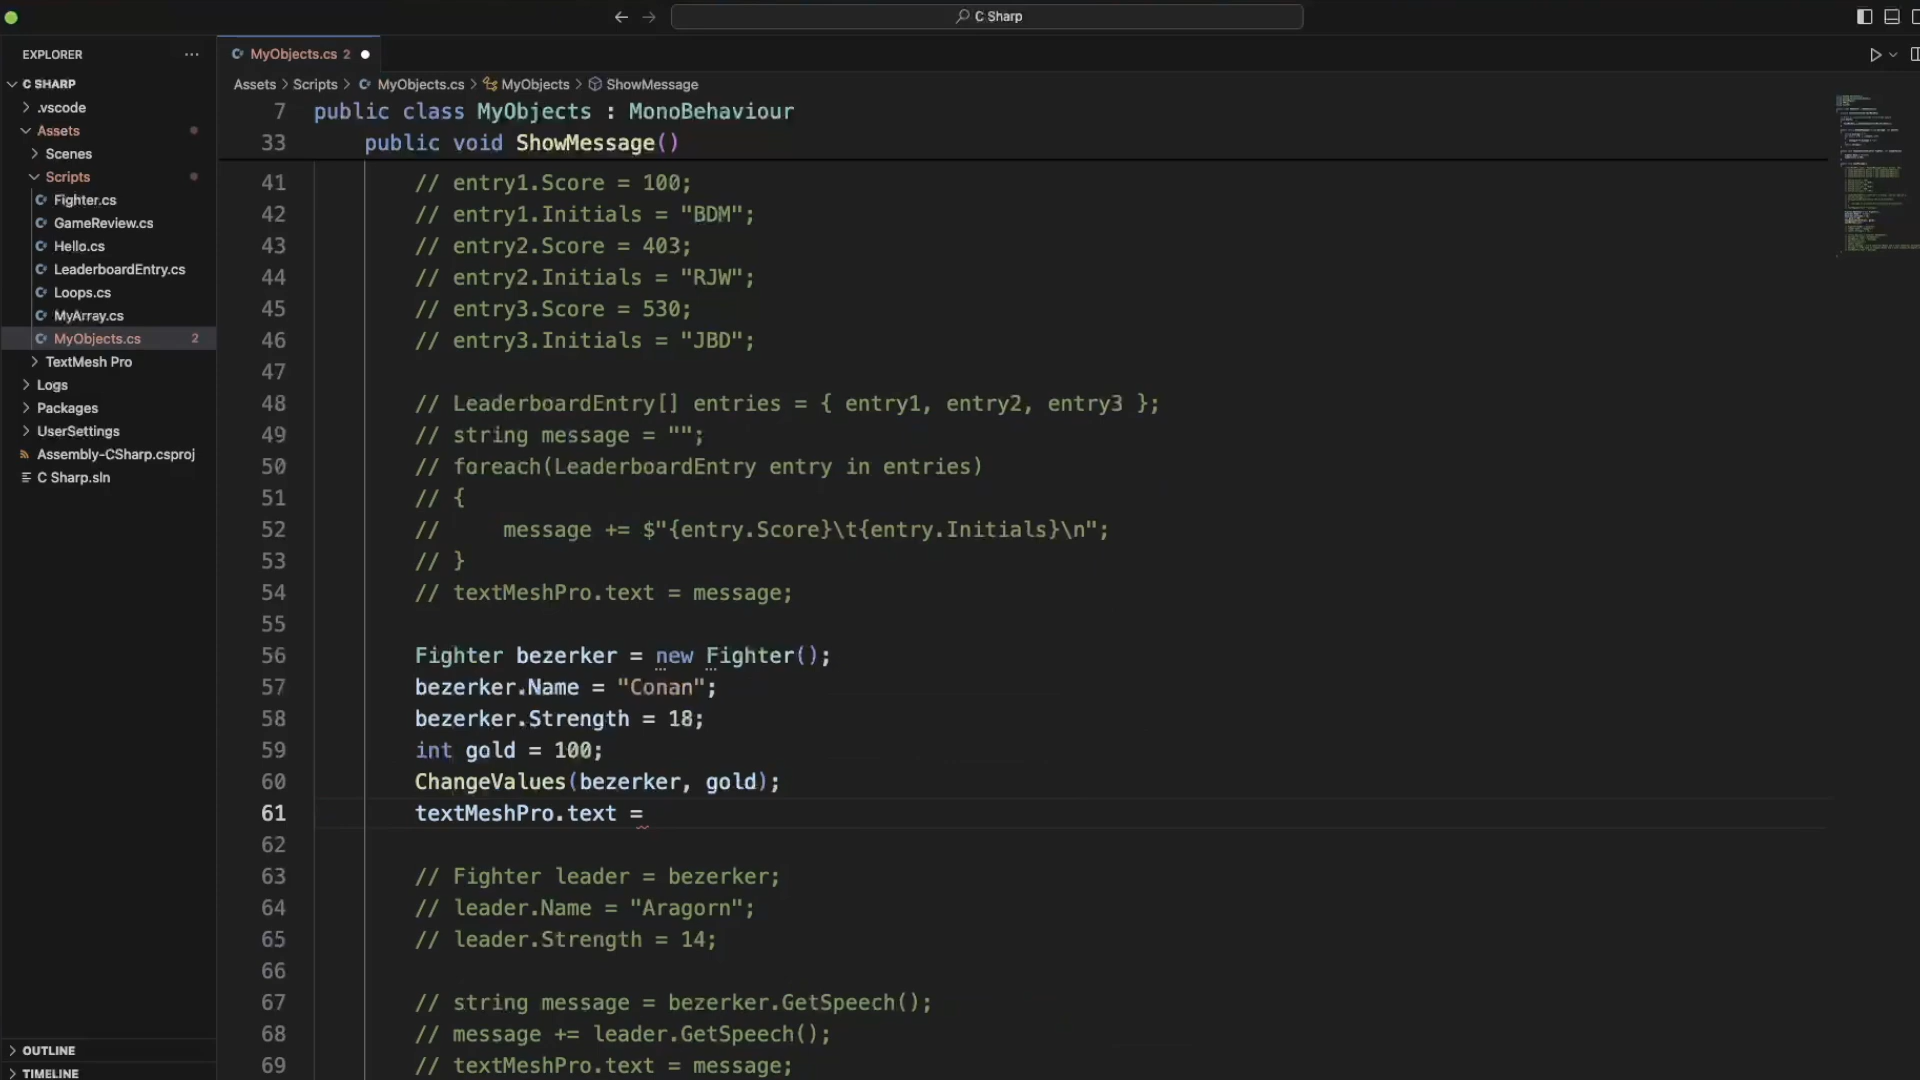 C Sharp
EXPLORER
C SHARP
.vscode
Assets
Scenes
Scripts
Fighter.cs
GameReview.cs
Hello.cs
LeaderboardEntry.cs
Loops.cs
MyArray.cs
MyObjects.cs 2
TextMesh Pro
Logs
Packages
UserSettings
Assembly-CSharp.csproj
C Sharp.sln
OUTLINE
TIMELINE
MyObjects.cs 2
Assets > Scripts > MyObjects.cs > MyObjects > ShowMessage
7 public class MyObjects : MonoBehaviour
33 public void ShowMessage()
41 // entry1.Score = 100;
42 // entry1.Initials = "BDM";
43 // entry2.Score = 403;
44 // entry2.Initials = "RJW";
45 // entry3.Score = 530;
46 // entry3.Initials = "JBD";
47
48 // LeaderboardEntry[] entries = { entry1, entry2, entry3 };
49 // string message = "";
50 // foreach(LeaderboardEntry entry in entries)
51 // {
52 //     message += $"{entry.Score}\t{entry.Initials}\n";
53 // }
54 // textMeshPro.text = message;
55
56 Fighter bezerker = new Fighter();
57 bezerker.Name = "Conan";
58 bezerker.Strength = 18;
59 int gold = 100;
60 ChangeValues(bezerker, gold);
61 textMeshPro.text =
62
63 // Fighter leader = bezerker;
64 // leader.Name = "Aragorn";
65 // leader.Strength = 14;
66
67 // string message = bezerker.GetSpeech();
68 // message += leader.GetSpeech();
69 // textMeshPro.text = message;